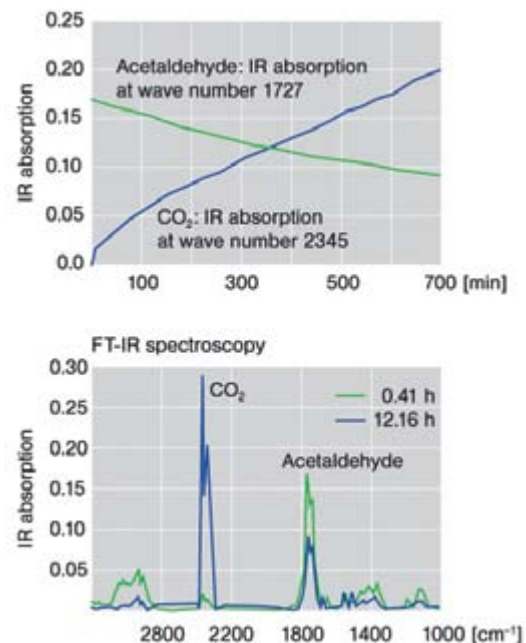 0.25
0.20
Acetaldehyde: IR absorption
at wave number 1727
0.15
IR absorption
0.10
0.05
CO₂: IR absorption
at wave number 2345
0.0
100 300 500 700 [min]
FT-IR spectroscopy
0.30
CO₂
0.41 h
0.25
12.16 h
0.20
Acetaldehyde
IR absorption
0.15
0.10
0.05
2800 2200 1800 1400 1000 [cm⁻¹]